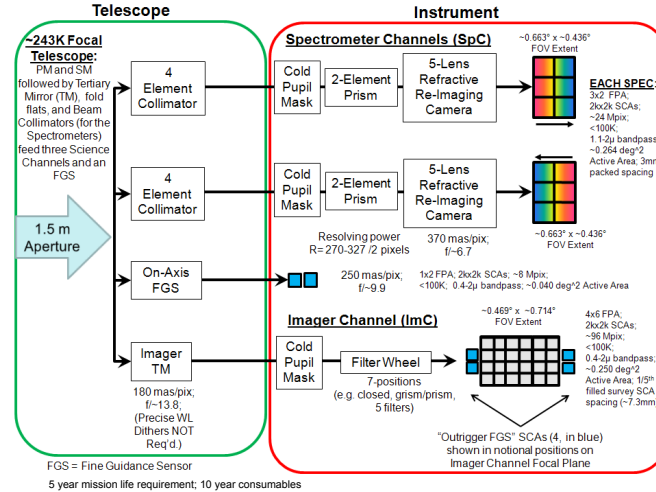 Telescope
Instrument
~243K Focal
Telescope:
PM and SM
followed by Tertiary
Mirror (TM), fold
flats, and Beam
Collimators (for the
Spectrometers)
feed three Science
Channels and an
FGS
1.5 m
Aperture
4
Element
Collimator
4
Element
Collimator
On-Axis
FGS
Imager
TM
180 mas/pix;
f/~13.8;
(Precise WL
Dithers NOT
Req'd.)
Spectrometer Channels (SpC)
Cold
Pupil
Mask
2-Element
Prism
5-Lens
Refractive
Re-Imaging
Camera
~0.663° x ~0.436°
FOV Extent
EACH SPEC:
3x2 FPA;
2kx2k SCAs;
~24 Mpix;
<100K;
1.1-2µ bandpass;
~0.264 deg^2
Active Area; 3mm
packed spacing
Cold
Pupil
Mask
2-Element
Prism
5-Lens
Refractive
Re-Imaging
Camera
~0.663° x ~0.436°
FOV Extent
Resolving power
R= 270-327 /2 pixels
370 mas/pix;
f/~6.7
250 mas/pix;
f/~9.9
1x2 FPA; 2kx2k SCAs; ~8 Mpix;
<100K; 0.4-2µ bandpass; ~0.040 deg^2 Active Area
Imager Channel (ImC)
Cold
Pupil
Mask
Filter Wheel
7-positions
(e.g. closed, grism/prism,
5 filters)
~0.469° x ~0.714°
FOV Extent
4x6 FPA;
2kx2k SCAs;
~96 Mpix;
<100K;
0.4-2µ bandpass;
~0.250 deg^2
Active Area; 1/5th
filled survey SCA
spacing (~7.3mm)
"Outrigger FGS" SCAs (4, in blue)
shown in notional positions on
Imager Channel Focal Plane
FGS = Fine Guidance Sensor
5 year mission life requirement; 10 year consumables